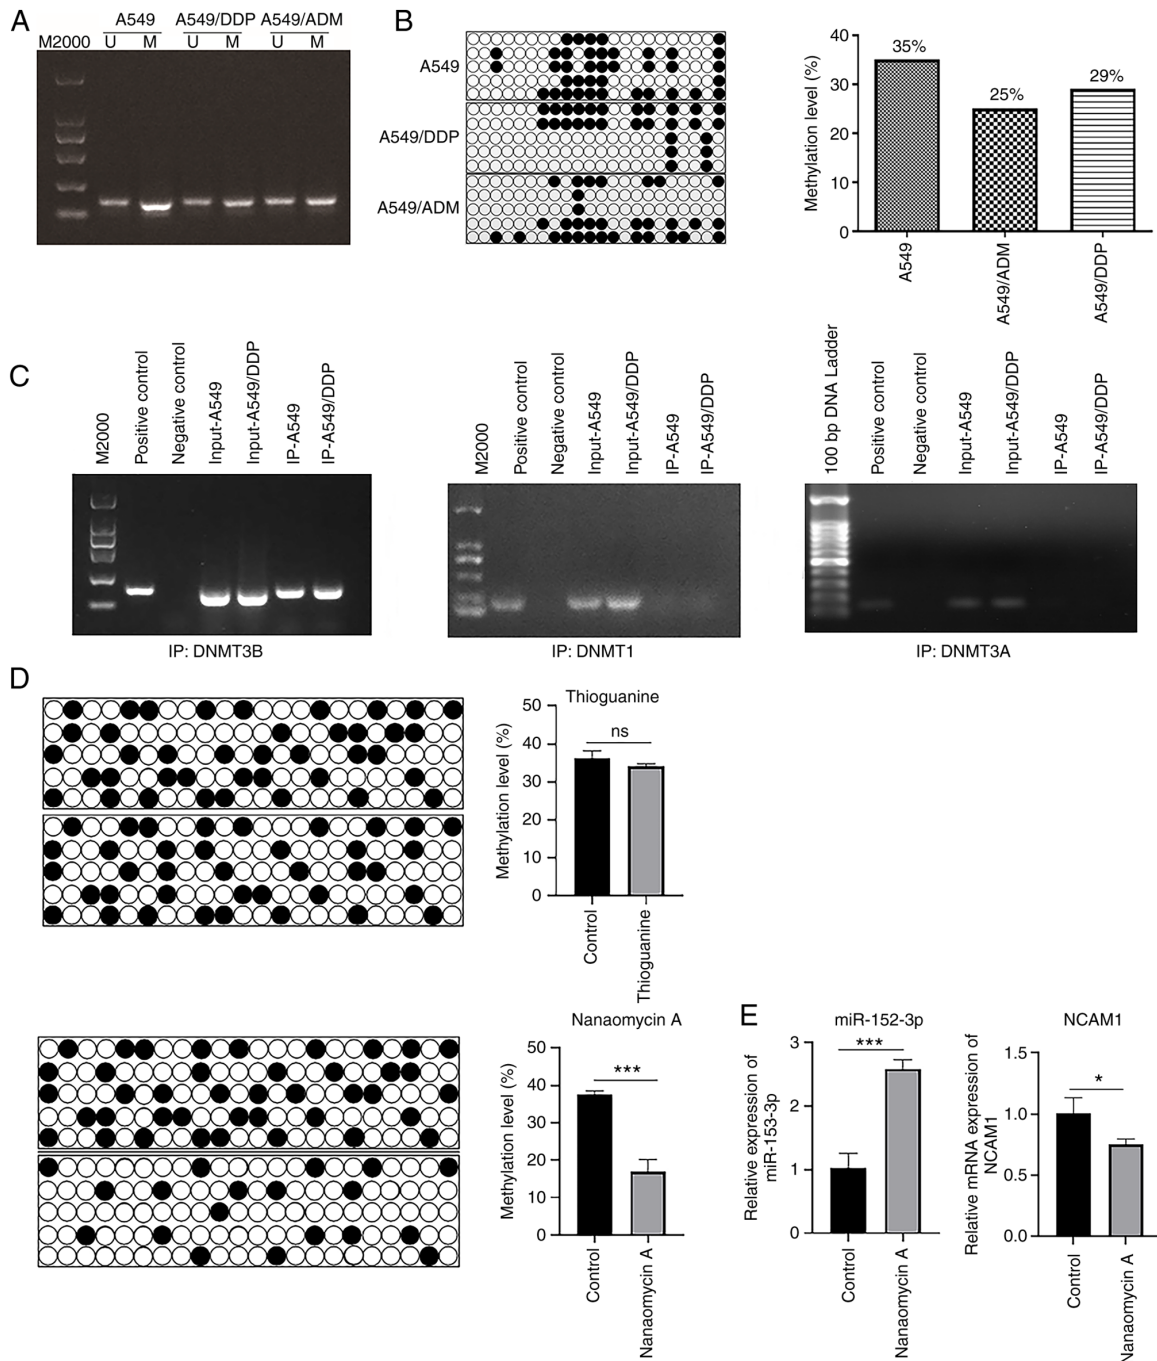 A
A549 A549/DDP A549/ADM
M2000 U M U M U M
B
A549
A549/DDP
A549/ADM
Methylation level (%)
40
30
20
10
0
35%
25%
29%
A549
A549/ADM
A549/DDP
C
M2000
Positive control
Negative control
Input-A549
Input-A549/DDP
IP-A549
IP-A549/DDP
IP: DNMT3B
M2000
Positive control
Negative control
Input-A549
Input-A549/DDP
IP-A549
IP-A549/DDP
IP: DNMT1
100 bp DNA Ladder
Positive control
Negative control
Input-A549
Input-A549/DDP
IP-A549
IP-A549/DDP
IP: DNMT3A
D
Thioguanine
Methylation level (%)
50
40
30
20
10
0
ns
Control
Thioguanine
Nanaomycin A
Methylation level (%)
50
40
30
20
10
0
***
Control
Nanaomycin A
E
miR-152-3p
Relative expression of
miR-153-3p
3
2
1
0
***
Control
Nanaomycin A
NCAM1
Relative mRNA expression of
NCAM1
1.5
1.0
0.5
0.0
*
Control
Nanaomycin A